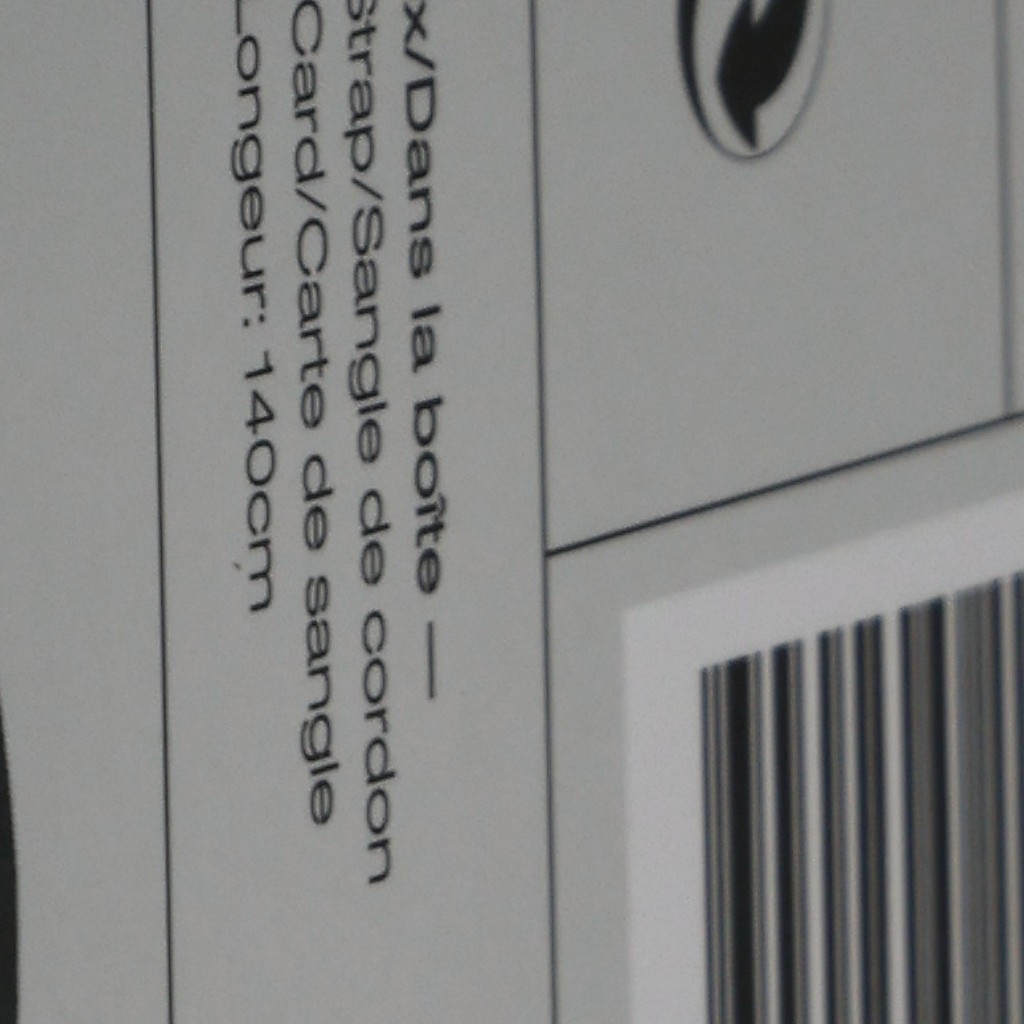 x/Dans la boîte —
Strap/Sangle de cordon
Card/Carte de sangle
Longeur: 140cm